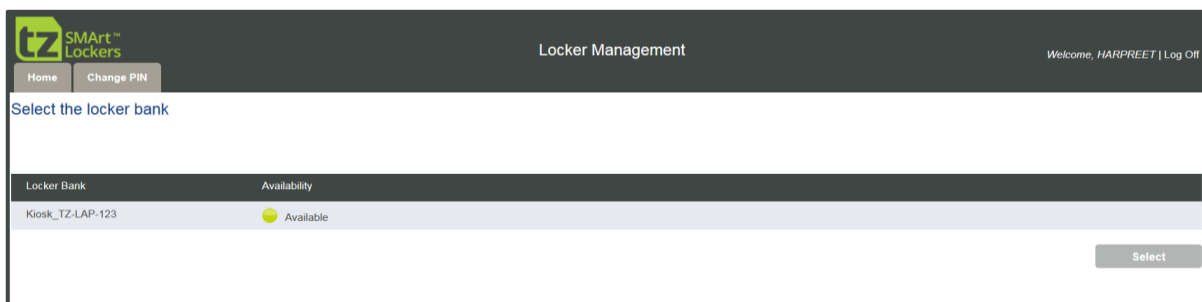 tz SMArt™
Lockers
Locker Management
Welcome, HARPREET | Log Off
Home Change PIN
Select the locker bank
Locker Bank Availability
Kiosk_TZ-LAP-123 Available
Select